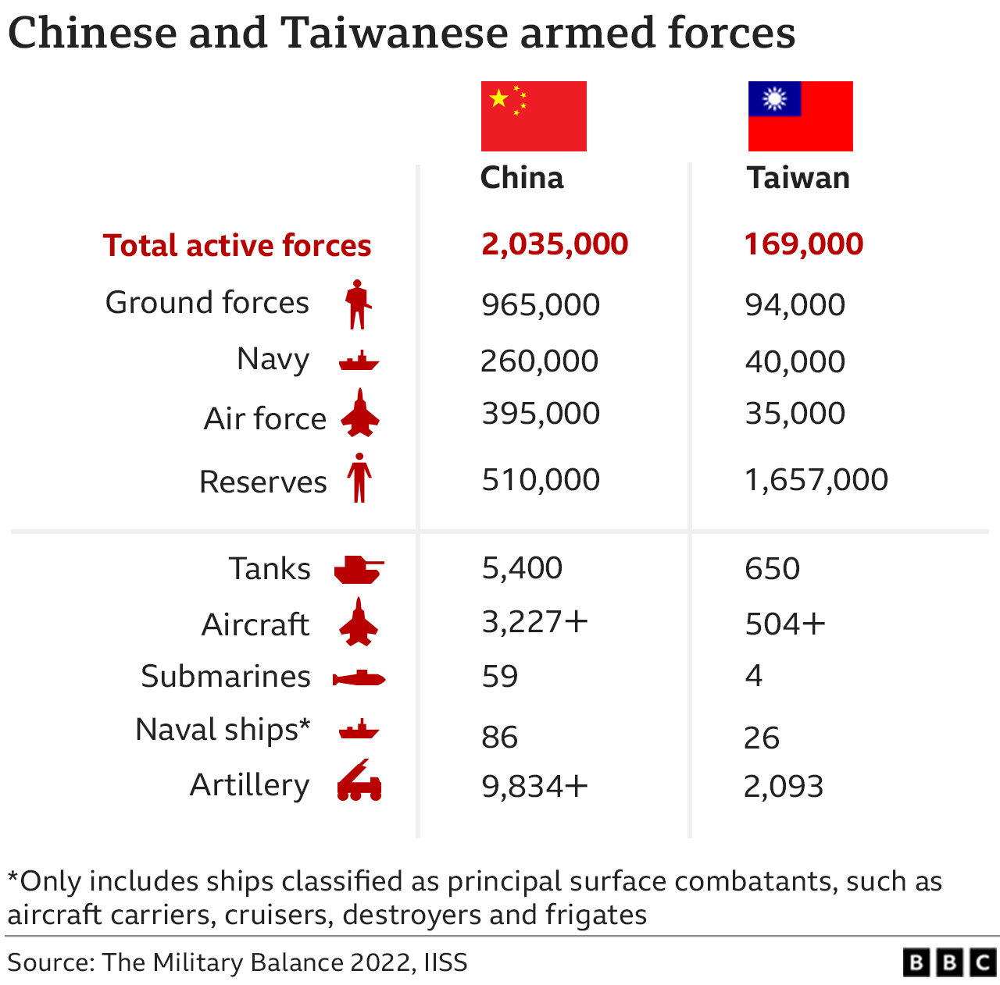 Chinese and Taiwanese armed forces
China Taiwan
Total active forces 2,035,000 169,000
Ground forces 965,000 94,000
Navy 260,000 40,000
Air force 395,000 35,000
Reserves 510,000 1,657,000
Tanks 5,400 650
Aircraft 3,227+ 504+
Submarines 59 4
Naval ships* 86 26
Artillery 9,834+ 2,093
*Only includes ships classified as principal surface combatants, such as
aircraft carriers, cruisers, destroyers and frigates
Source: The Military Balance 2022, IISS BBC